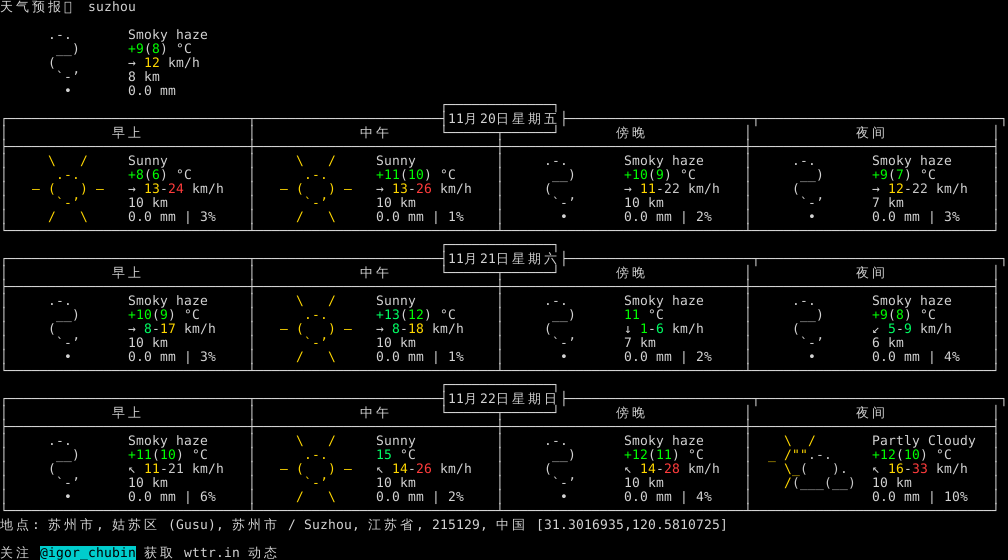 天气预报： suzhou
Smoky haze
+9(8) °C
→ 12 km/h
8 km
0.0 mm
11月20日星期五
早上 中午 傍晚 夜间
Sunny Sunny Smoky haze Smoky haze
+8(6) °C +11(10) °C +10(9) °C +9(7) °C
→ 13-24 km/h → 13-26 km/h → 11-22 km/h → 12-22 km/h
10 km 10 km 10 km 7 km
0.0 mm | 3% 0.0 mm | 1% 0.0 mm | 2% 0.0 mm | 3%
11月21日星期六
早上 中午 傍晚 夜间
Smoky haze Sunny Smoky haze Smoky haze
+10(9) °C +13(12) °C 11 °C +9(8) °C
→ 8-17 km/h → 8-18 km/h ↓ 1-6 km/h ↙ 5-9 km/h
10 km 10 km 7 km 6 km
0.0 mm | 3% 0.0 mm | 1% 0.0 mm | 2% 0.0 mm | 4%
11月22日星期日
早上 中午 傍晚 夜间
Smoky haze Sunny Smoky haze Partly Cloudy
+11(10) °C 15 °C +12(11) °C +12(10) °C
↖ 11-21 km/h ↖ 14-26 km/h ↖ 14-28 km/h ↖ 16-33 km/h
10 km 10 km 10 km 10 km
0.0 mm | 6% 0.0 mm | 2% 0.0 mm | 4% 0.0 mm | 10%
地点: 苏州市, 姑苏区 (Gusu), 苏州市 / Suzhou, 江苏省, 215129, 中国 [31.3016935,120.5810725]
关注 @igor_chubin 获取 wttr.in 动态